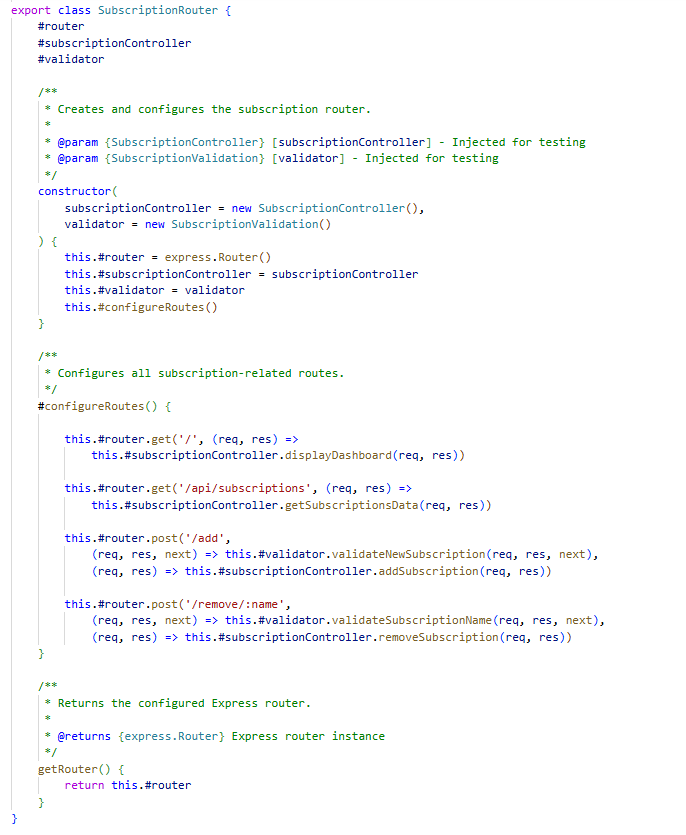 export class SubscriptionRouter {
    #router
    #subscriptionController
    #validator

    /**
     * Creates and configures the subscription router.
     *
     * @param {SubscriptionController} [subscriptionController] - Injected for testing
     * @param {SubscriptionValidation} [validator] - Injected for testing
     */
    constructor(
        subscriptionController = new SubscriptionController(),
        validator = new SubscriptionValidation()
    ) {
        this.#router = express.Router()
        this.#subscriptionController = subscriptionController
        this.#validator = validator
        this.#configureRoutes()
    }

    /**
     * Configures all subscription-related routes.
     */
    #configureRoutes() {

        this.#router.get('/', (req, res) =>
            this.#subscriptionController.displayDashboard(req, res))

        this.#router.get('/api/subscriptions', (req, res) =>
            this.#subscriptionController.getSubscriptionsData(req, res))

        this.#router.post('/add',
            (req, res, next) => this.#validator.validateNewSubscription(req, res, next),
            (req, res) => this.#subscriptionController.addSubscription(req, res))

        this.#router.post('/remove/:name',
            (req, res, next) => this.#validator.validateSubscriptionName(req, res, next),
            (req, res) => this.#subscriptionController.removeSubscription(req, res))
    }

    /**
     * Returns the configured Express router.
     *
     * @returns {express.Router} Express router instance
     */
    getRouter() {
        return this.#router
    }
}